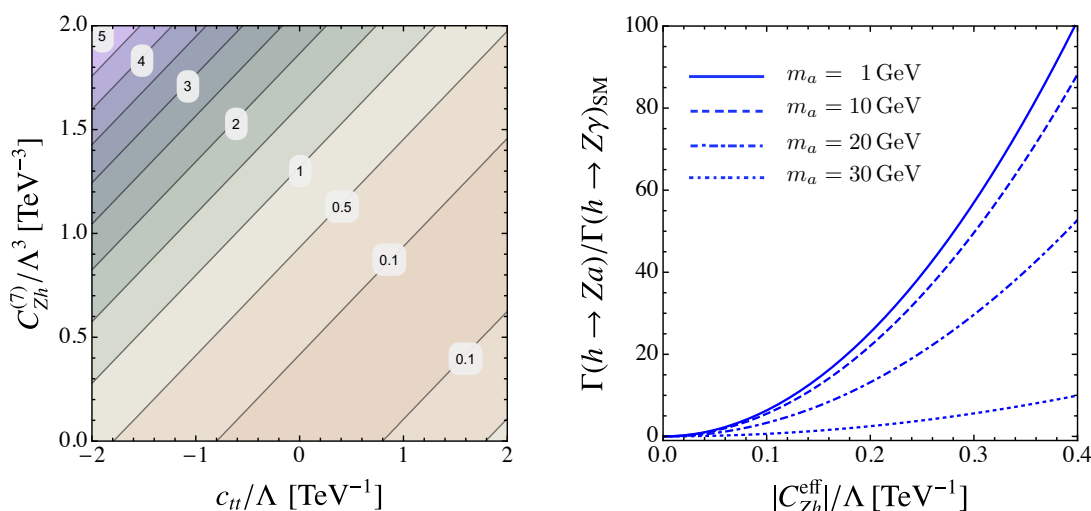 2.0
1.5
1.0
0.5
0.0
C_{Zh}^{(7)}/Λ^3 [TeV^{-3}]
5
4
3
2
1
0.5
0.1
0.1
−2 −1 0 1 2
c_{tt}/Λ [TeV^{-1}]
100
80
60
40
20
0
Γ(h → Za)/Γ(h → Zγ)_{SM}
m_a = 1 GeV
m_a = 10 GeV
m_a = 20 GeV
m_a = 30 GeV
0.0 0.1 0.2 0.3 0.4
|C_{Zh}^{eff}|/Λ [TeV^{-1}]